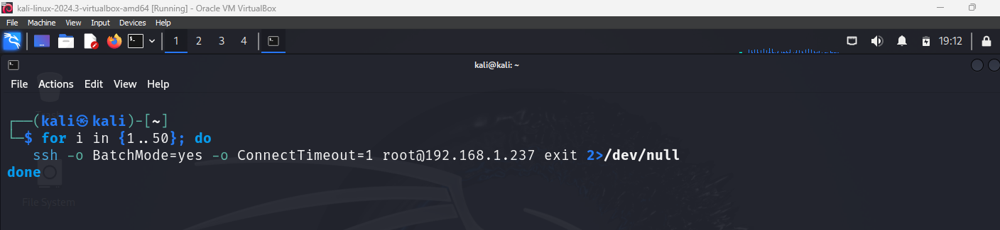 kali-linux-2024.3-virtualbox-amd64 [Running] - Oracle VM VirtualBox
File Machine View Input Devices Help
1 2 3 4 19:12
kali@kali: ~
File Actions Edit View Help
┌──(kali㉿kali)-[~]
└─$ for i in {1..50}; do
ssh -o BatchMode=yes -o ConnectTimeout=1 root@192.168.1.237 exit 2>/dev/null
done
File System